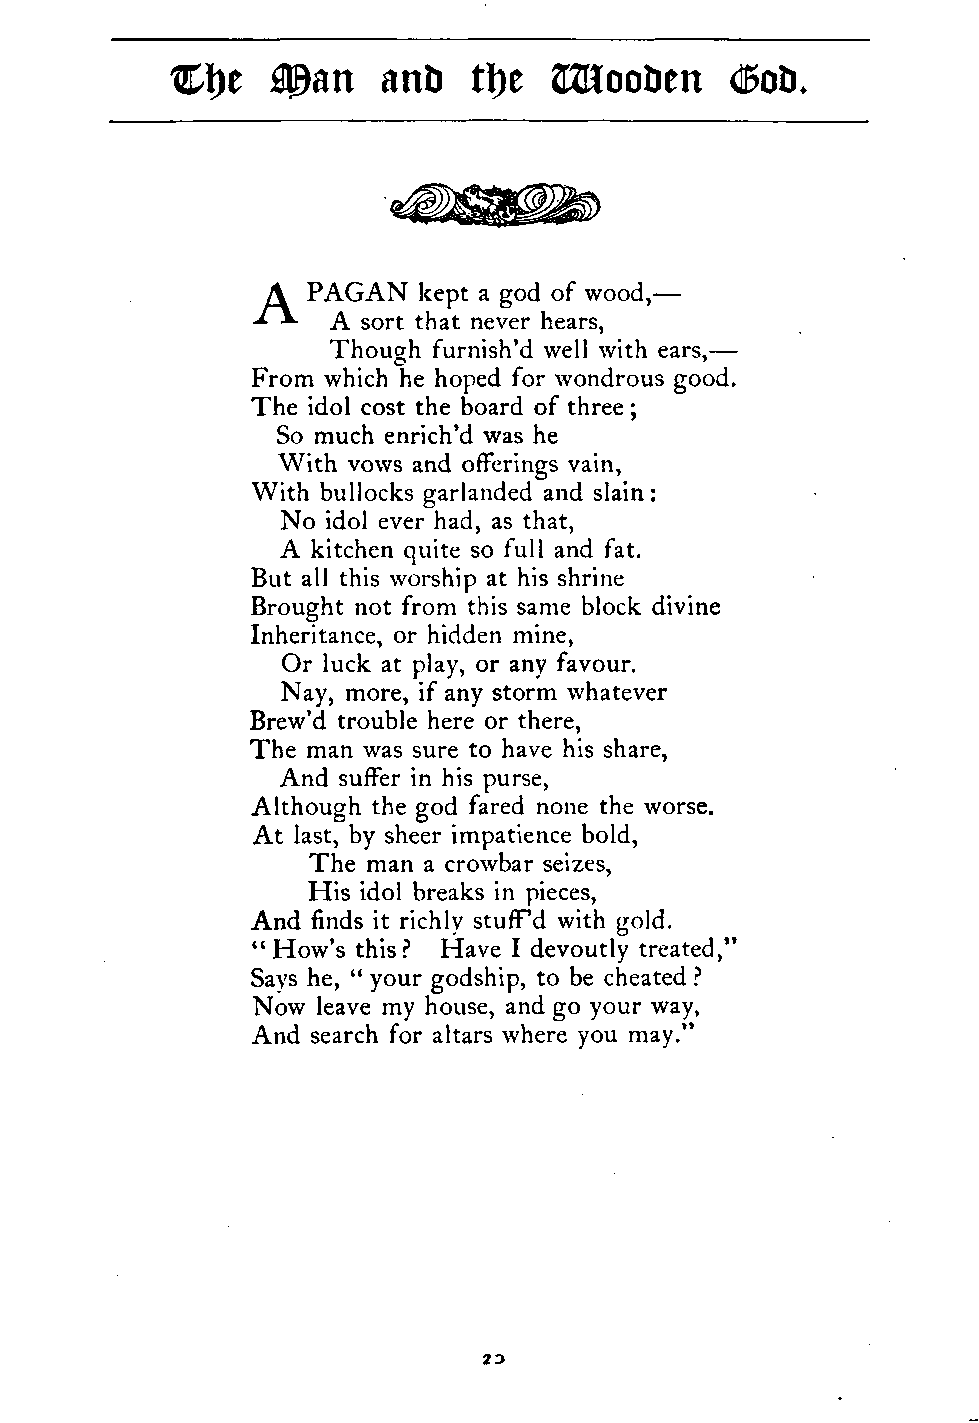 The Man and the Wooden God.
A PAGAN kept a god of wood,—
A sort that never hears,
Though furnish'd well with ears,—
From which he hoped for wondrous good.
The idol cost the board of three;
So much enrich'd was he
With vows and offerings vain,
With bullocks garlanded and slain:
No idol ever had, as that,
A kitchen quite so full and fat.
But all this worship at his shrine
Brought not from this same block divine
Inheritance, or hidden mine,
Or luck at play, or any favour.
Nay, more, if any storm whatever
Brew'd trouble here or there,
The man was sure to have his share,
And suffer in his purse,
Although the god fared none the worse.
At last, by sheer impatience bold,
The man a crowbar seizes,
His idol breaks in pieces,
And finds it richly stuff'd with gold.
"How's this? Have I devoutly treated,"
Says he, "your godship, to be cheated?
Now leave my house, and go your way,
And search for altars where you may."
20